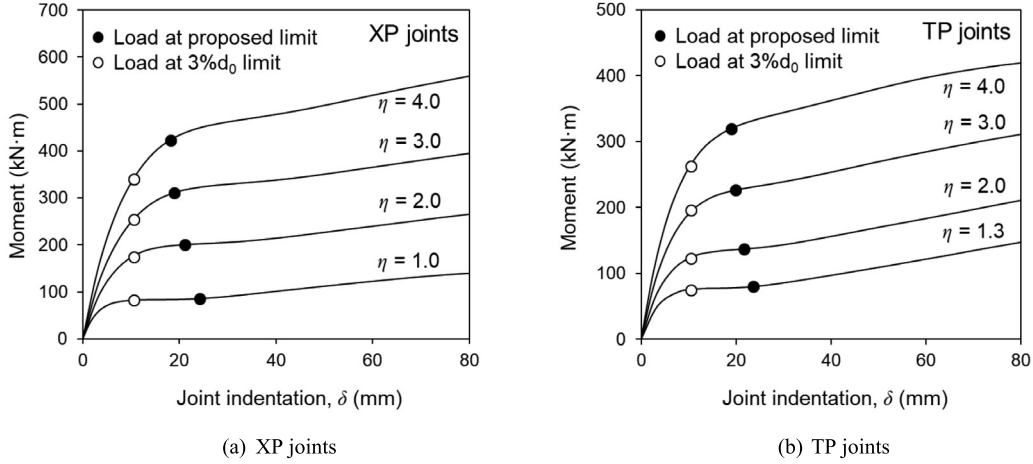 700
600
500
400
300
200
100
0
Moment (kN·m)
XP joints
Load at proposed limit
Load at 3%d₀ limit
η = 4.0
η = 3.0
η = 2.0
η = 1.0
0 20 40 60 80
Joint indentation, δ (mm)
(a) XP joints
500
400
300
200
100
0
Moment (kN·m)
TP joints
Load at proposed limit
Load at 3%d₀ limit
η = 4.0
η = 3.0
η = 2.0
η = 1.3
0 20 40 60 80
Joint indentation, δ (mm)
(b) TP joints